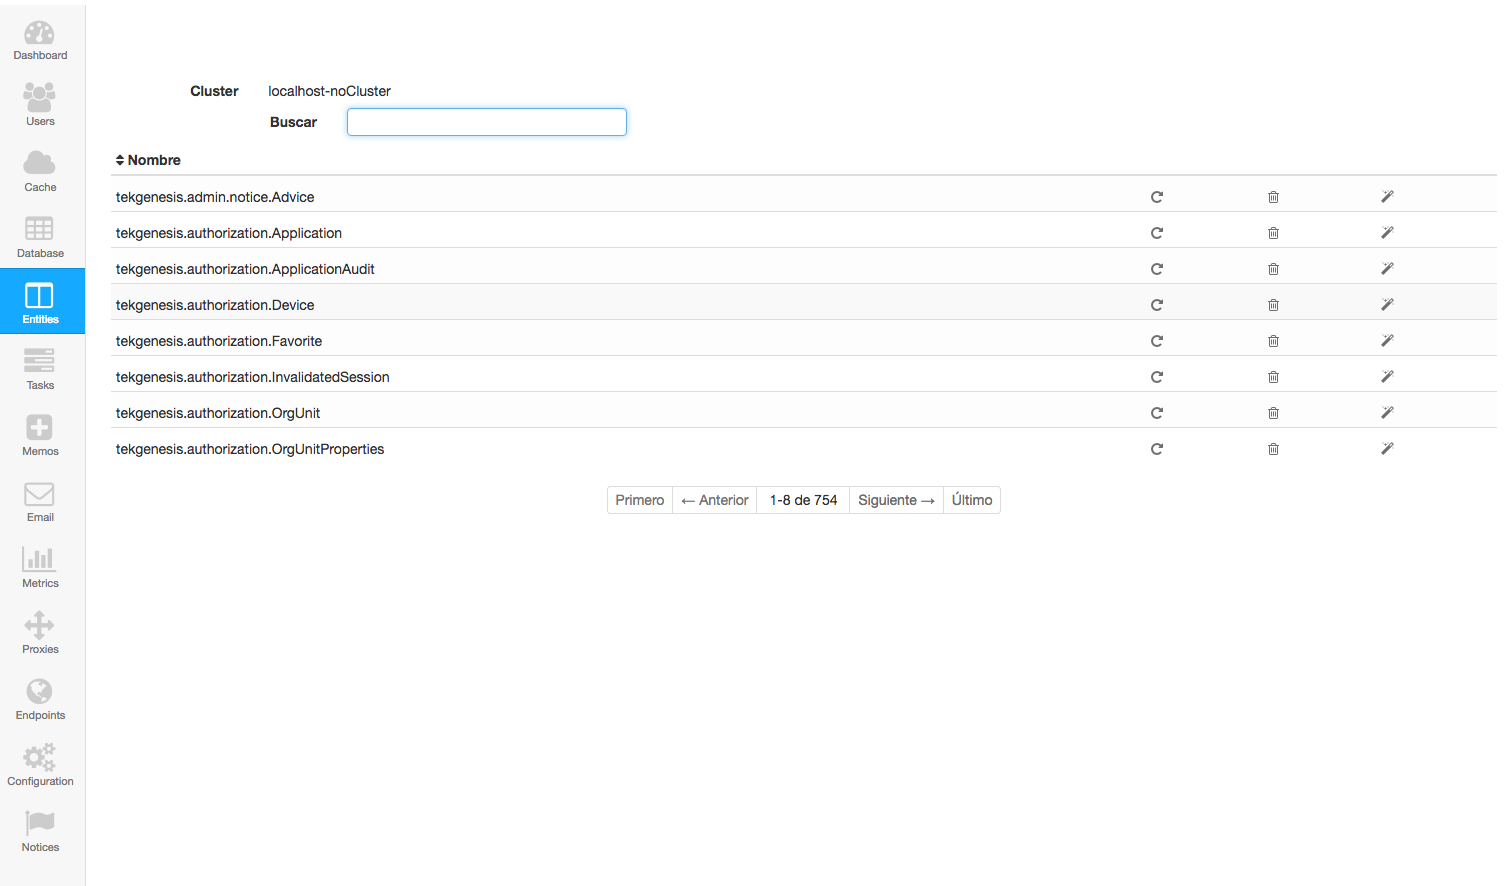 Dashboard
Users
Cache
Database
Entities
Tasks
Memos
Email
Metrics
Proxies
Endpoints
Configuration
Notices
Cluster localhost-noCluster
Buscar
Nombre
tekgenesis.admin.notice.Advice
tekgenesis.authorization.Application
tekgenesis.authorization.ApplicationAudit
tekgenesis.authorization.Device
tekgenesis.authorization.Favorite
tekgenesis.authorization.InvalidatedSession
tekgenesis.authorization.OrgUnit
tekgenesis.authorization.OrgUnitProperties
Primero ← Anterior 1-8 de 754 Siguiente → Último